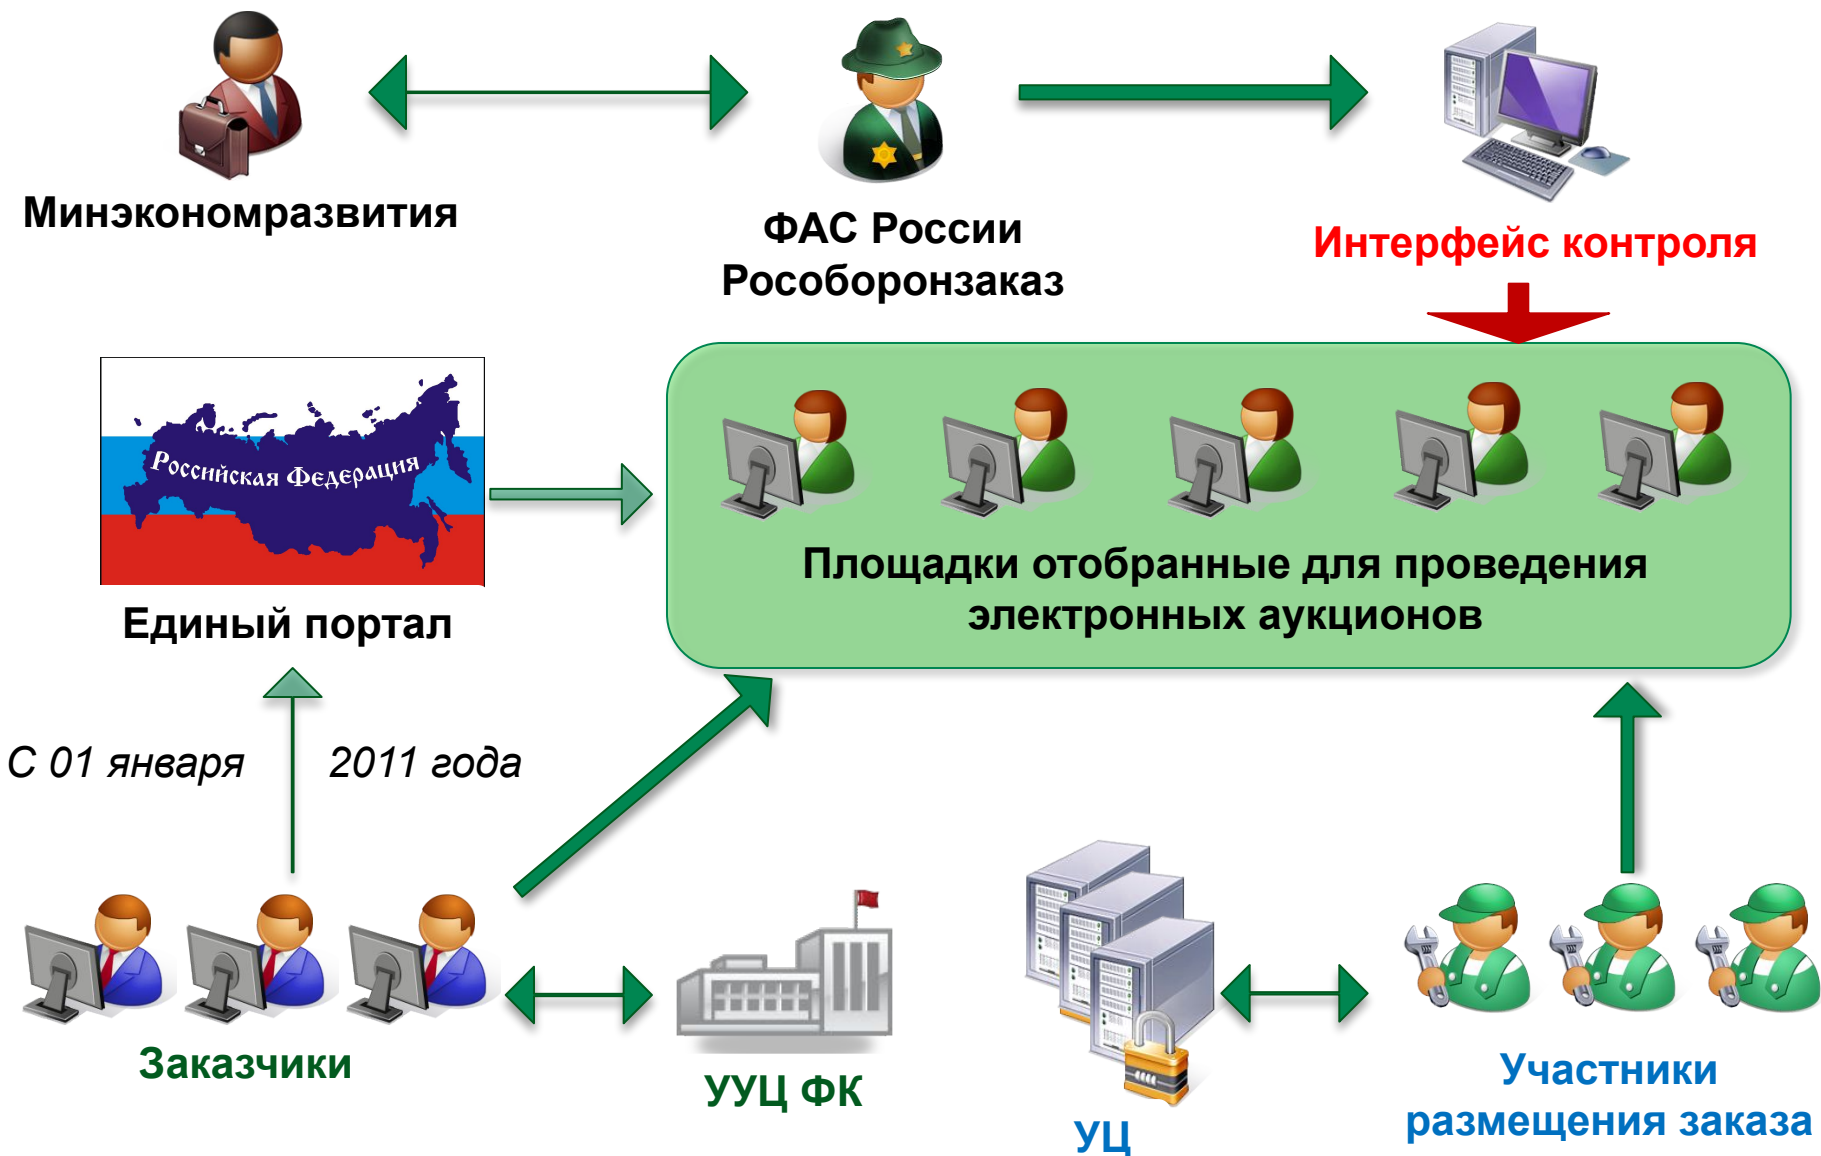 Минэкономразвития
ФАС России
Рособоронзаказ
Интерфейс контроля
Российская Федерация
Единый портал
Площадки отобранные для проведения
электронных аукционов
С 01 января 2011 года
Заказчики
УУЦ ФК
УЦ
Участники
размещения заказа